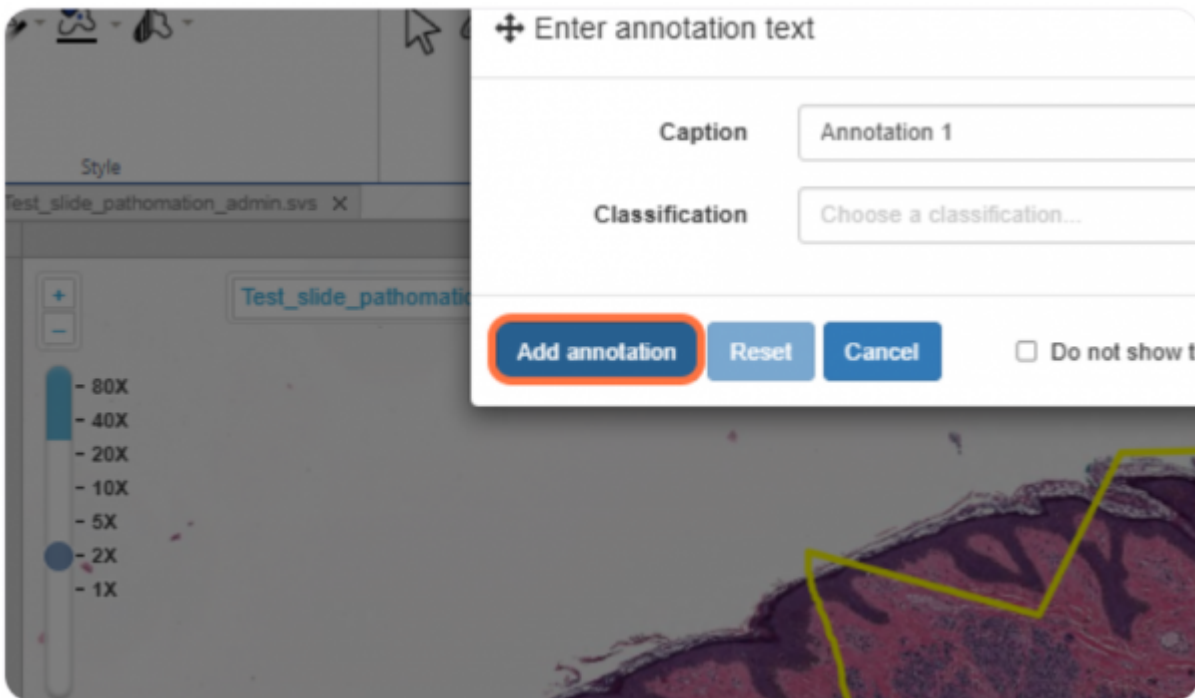 Enter annotation text
Caption
Annotation 1
Classification
Choose a classification...
Style
Test_slide_pathomation_admin.svs X
Test_slide_pathomatic
Add annotation
Reset
Cancel
Do not show t
+
–
- 80X
- 40X
- 20X
- 10X
- 5X
- 2X
- 1X